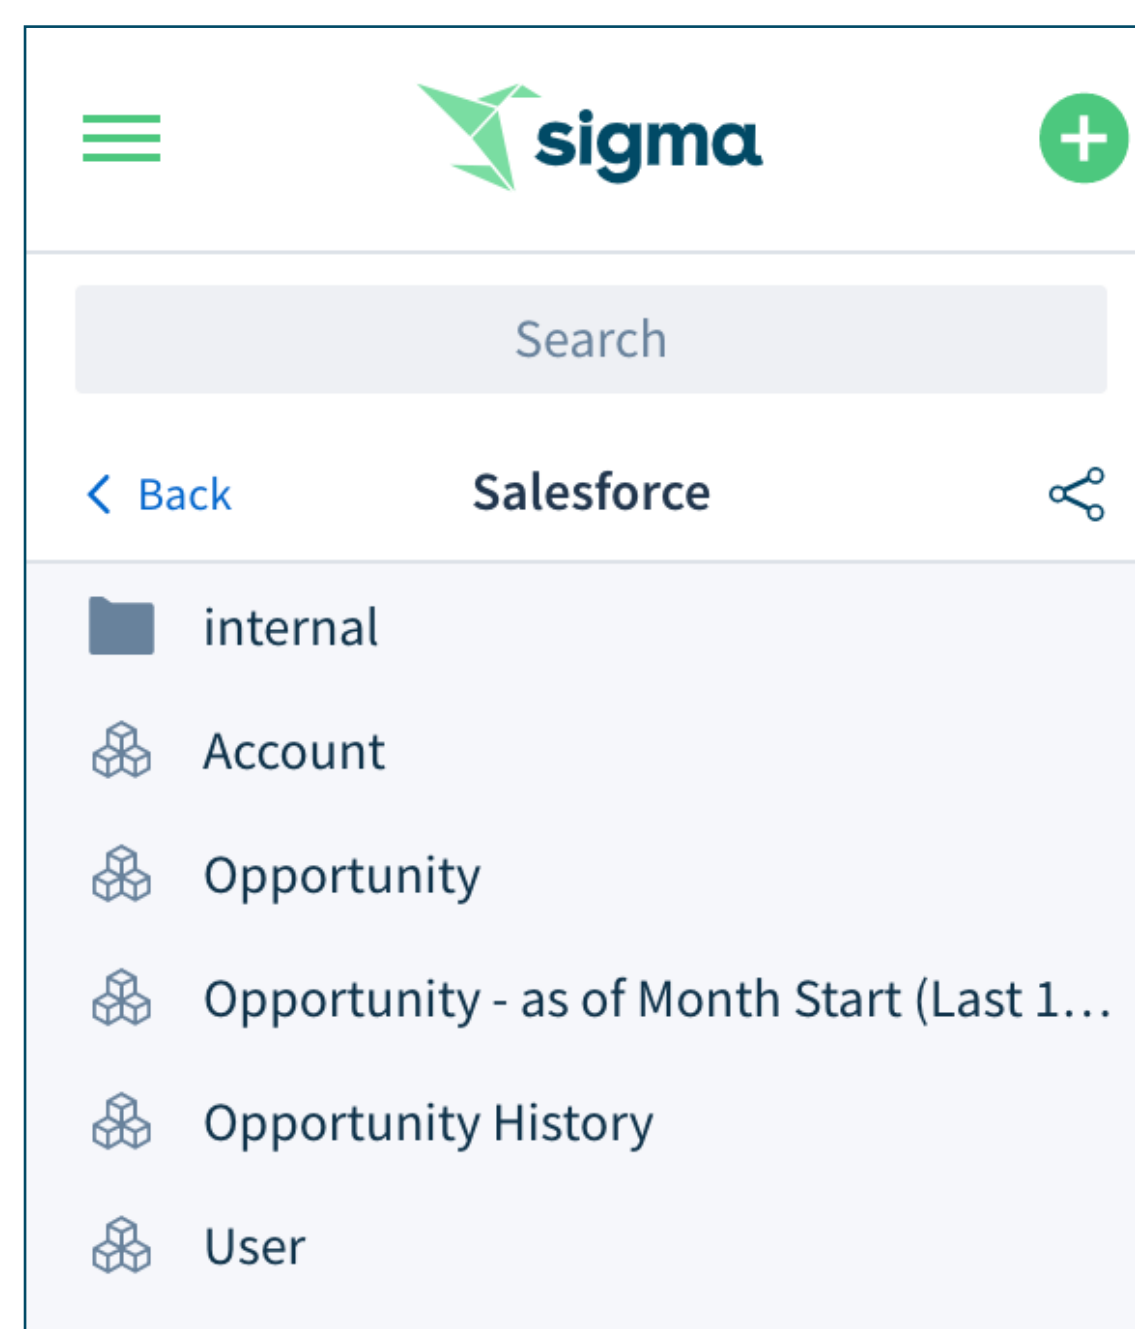 sigma
Search
Back
Salesforce
internal
Account
Opportunity
Opportunity - as of Month Start (Last 1...
Opportunity History
User